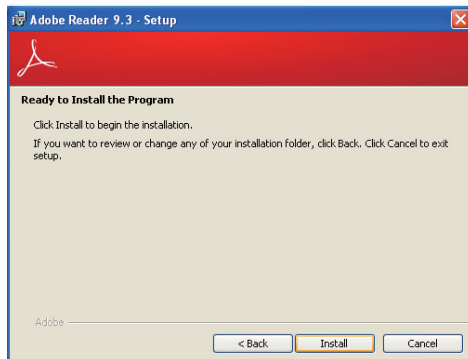 Adobe Reader 9.3 - Setup
Ready to Install the Program
Click Install to begin the installation.
If you want to review or change any of your installation folder, click Back. Click Cancel to exit
setup.
Adobe
< Back Install Cancel